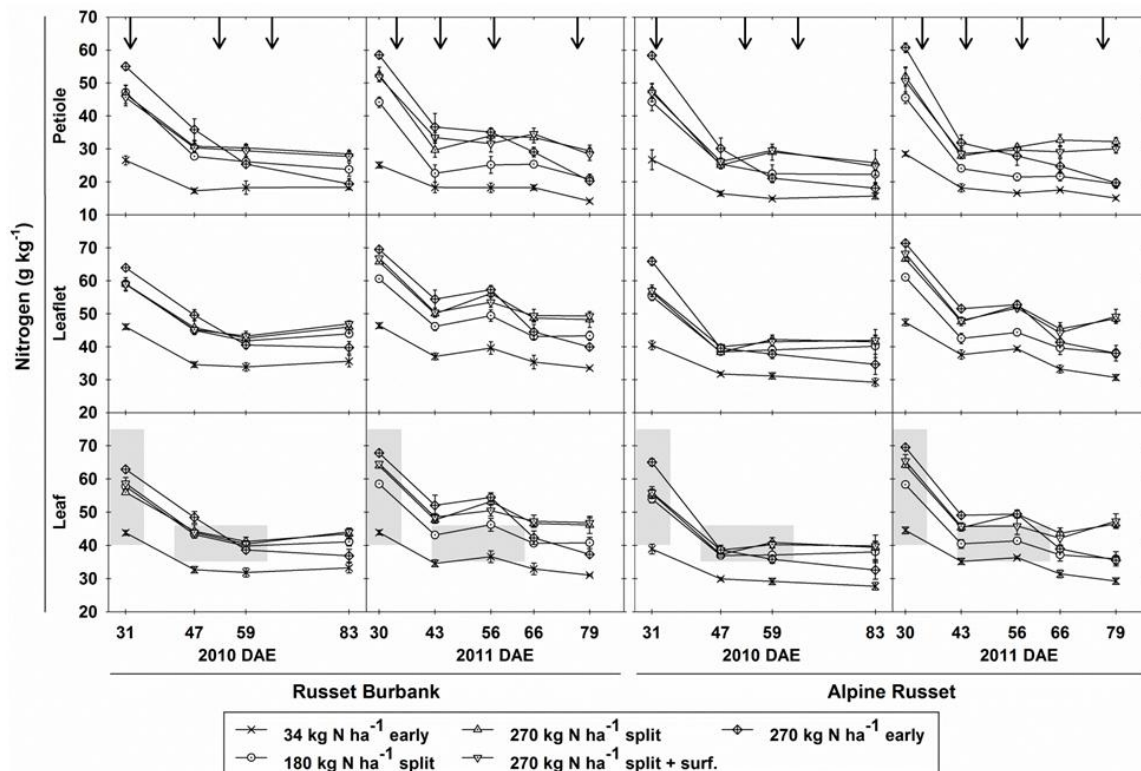 Nitrogen (g kg-1)
Petiole
70
60
50
40
30
20
10
Leaflet
70
60
50
40
30
20
Leaf
70
60
50
40
30
20
31 47 59 83 30 43 56 66 79 31 47 59 83 30 43 56 66 79
2010 DAE 2011 DAE 2010 DAE 2011 DAE
Russet Burbank Alpine Russet
34 kg N ha-1 early 270 kg N ha-1 split 270 kg N ha-1 early
180 kg N ha-1 split 270 kg N ha-1 split + surf.